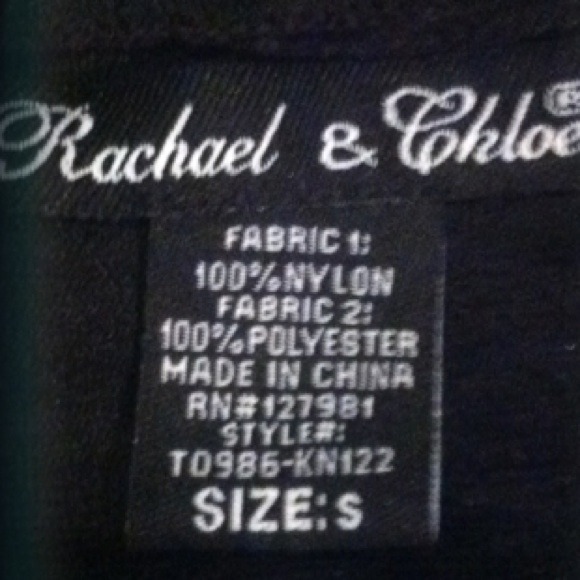 Rachael & Chloe®
FABRIC 1:
100%NYLON
FABRIC 2:
100%POLYESTER
MADE IN CHINA
RN#127981
STYLE#:
T0986-KN122
SIZE:S